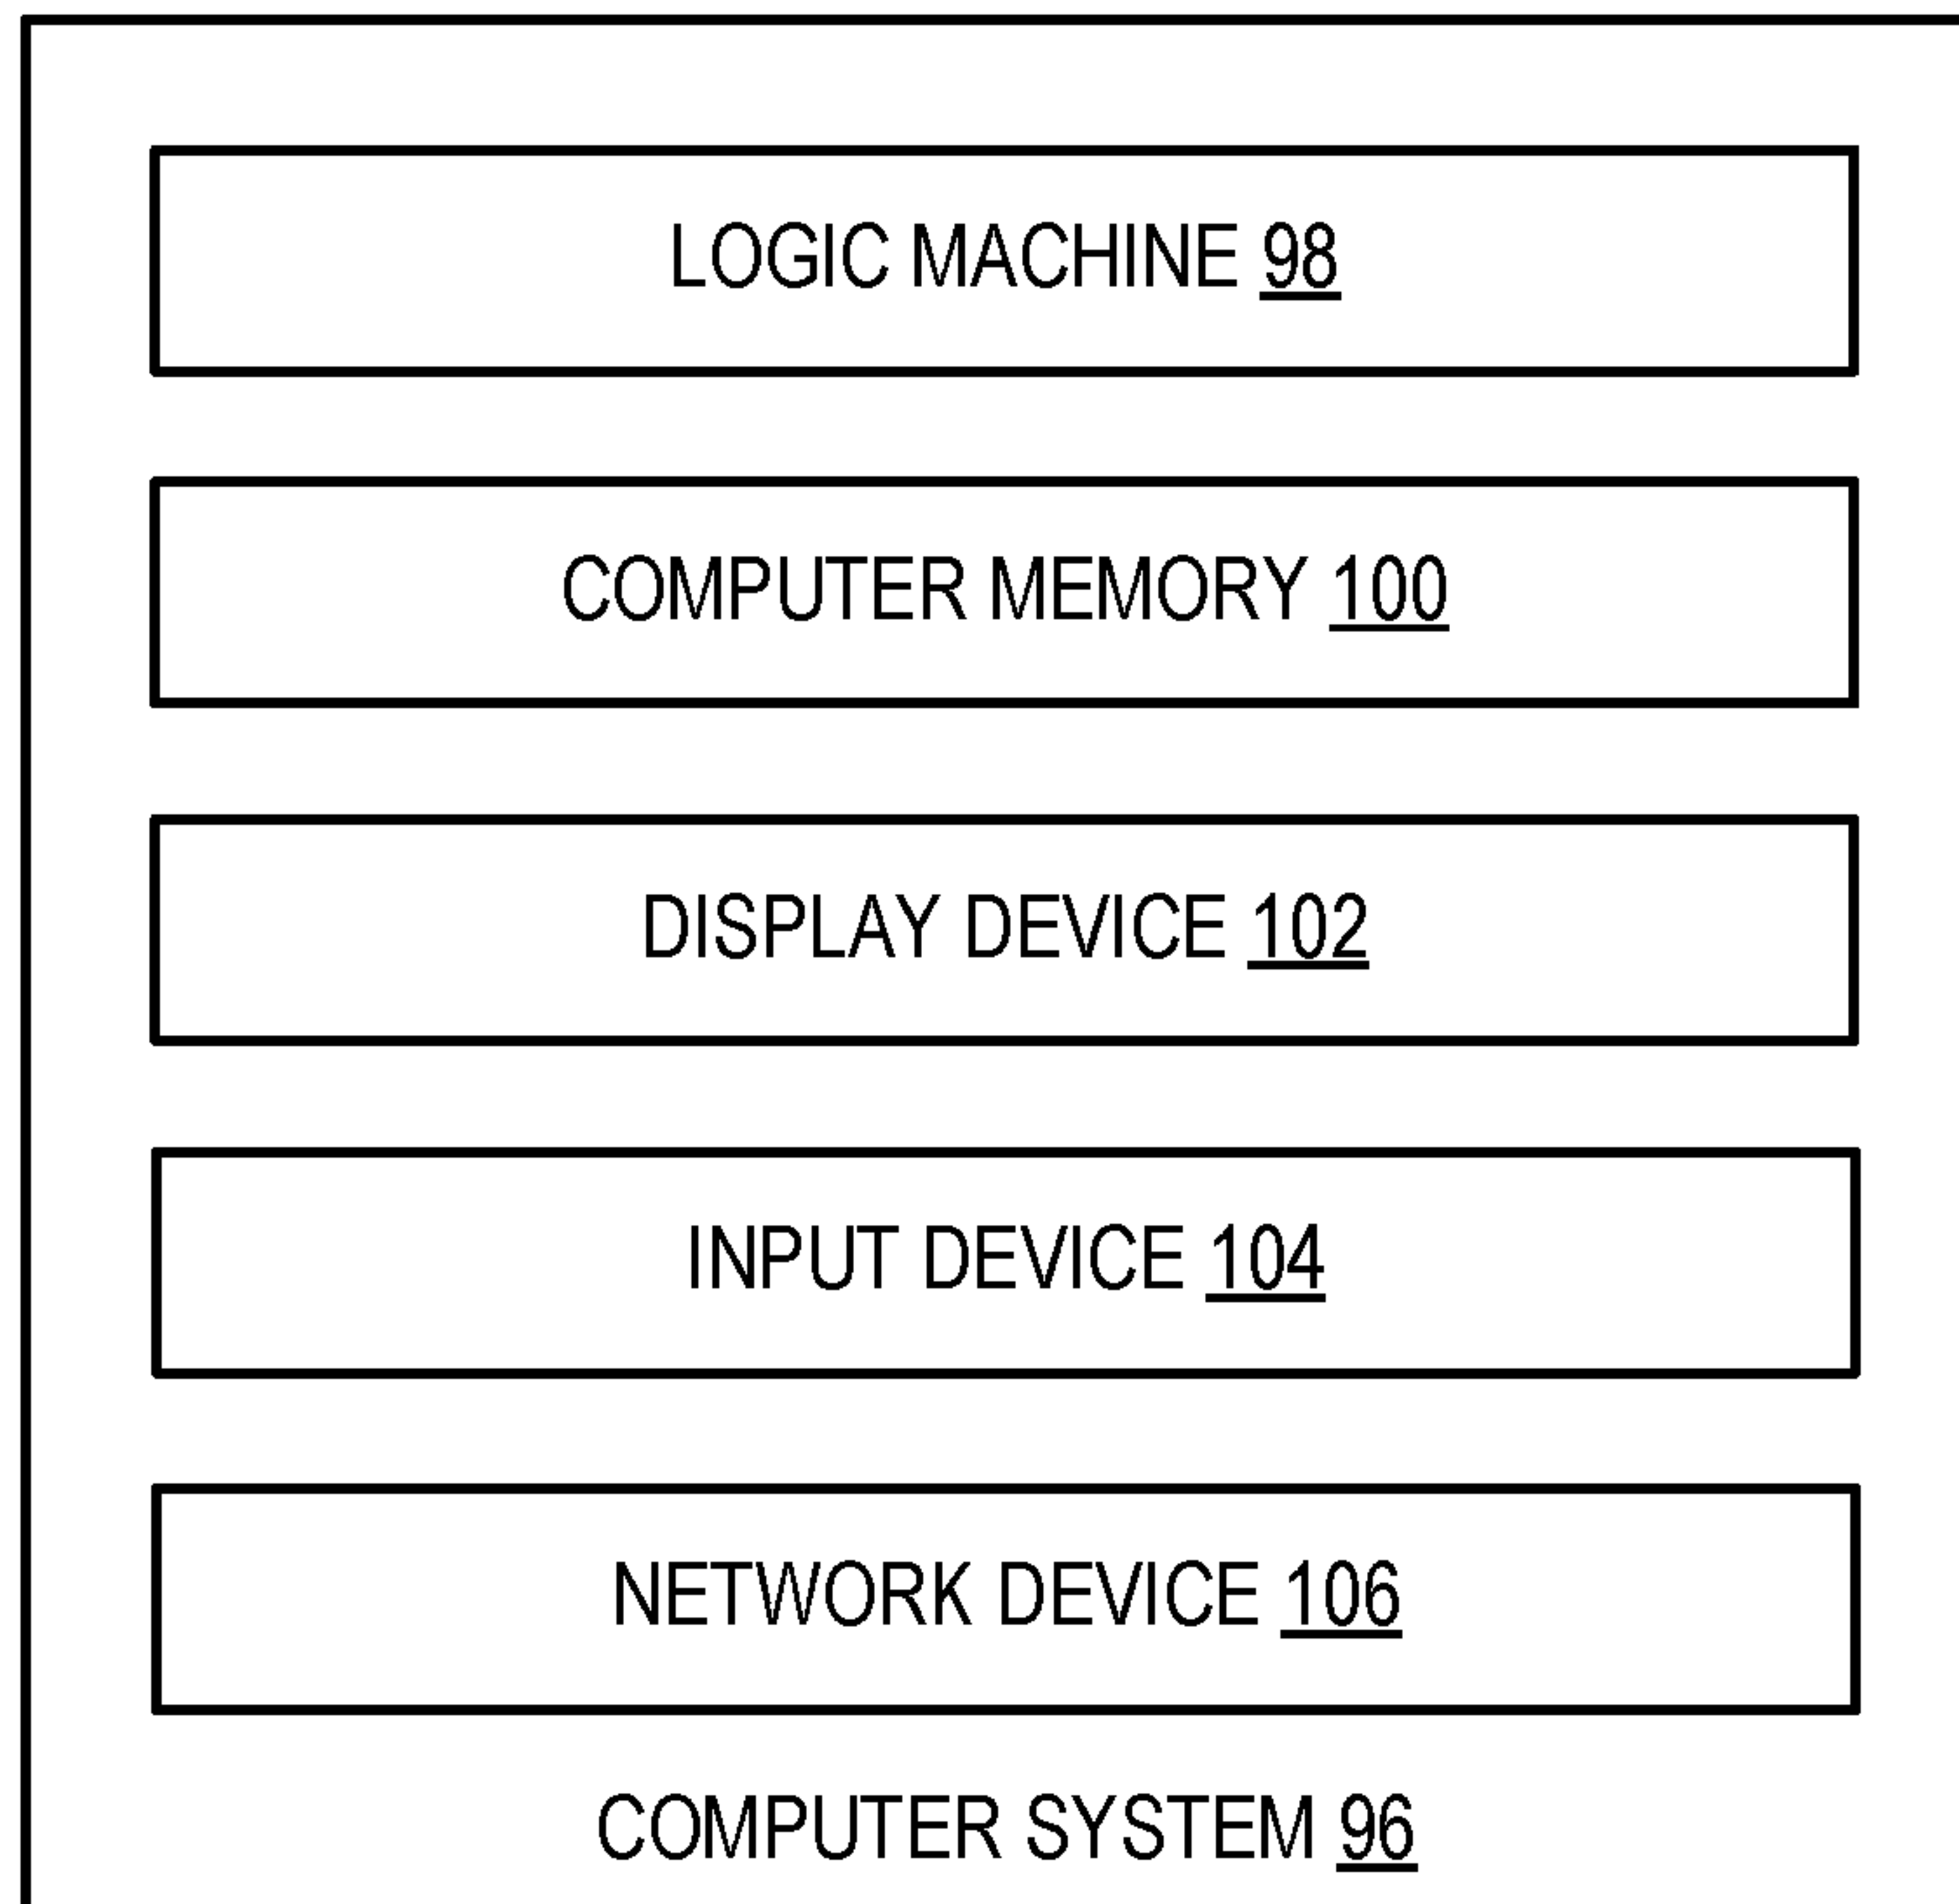 LOGIC MACHINE 98
COMPUTER MEMORY 100
DISPLAY DEVICE 102
INPUT DEVICE 104
NETWORK DEVICE 106
COMPUTER SYSTEM 96